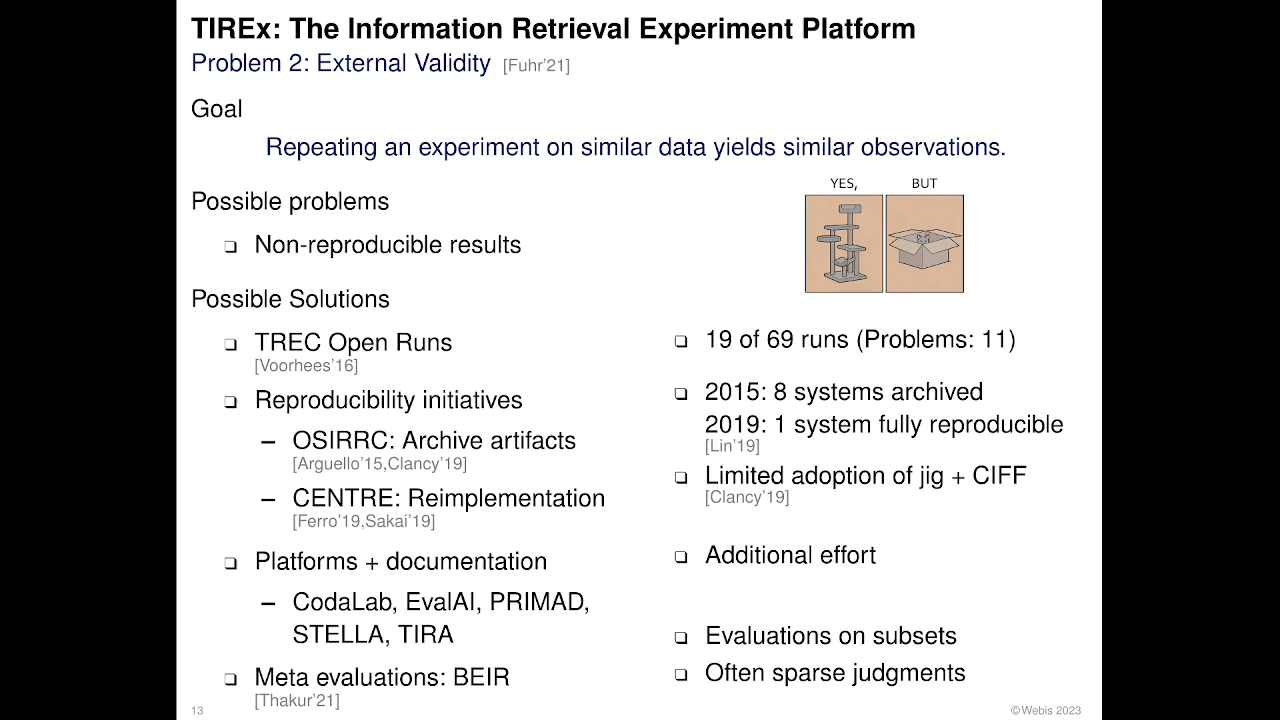 TIREx: The Information Retrieval Experiment Platform
Problem 2: External Validity [Fuhr'21]
Goal
Repeating an experiment on similar data yields similar observations.
YES, BUT
Possible problems
❏ Non-reproducible results
Possible Solutions
❏ TREC Open Runs
[Voorhees'16]
❏ Reproducibility initiatives
– OSIRRC: Archive artifacts
[Arguello'15,Clancy'19]
– CENTRE: Reimplementation
[Ferro'19,Sakai'19]
❏ Platforms + documentation
– CodaLab, EvalAI, PRIMAD,
STELLA, TIRA
❏ Meta evaluations: BEIR
[Thakur'21]
❏ 19 of 69 runs (Problems: 11)
❏ 2015: 8 systems archived
2019: 1 system fully reproducible
[Lin'19]
❏ Limited adoption of jig + CIFF
[Clancy'19]
❏ Additional effort
❏ Evaluations on subsets
❏ Often sparse judgments
13
©Webis 2023